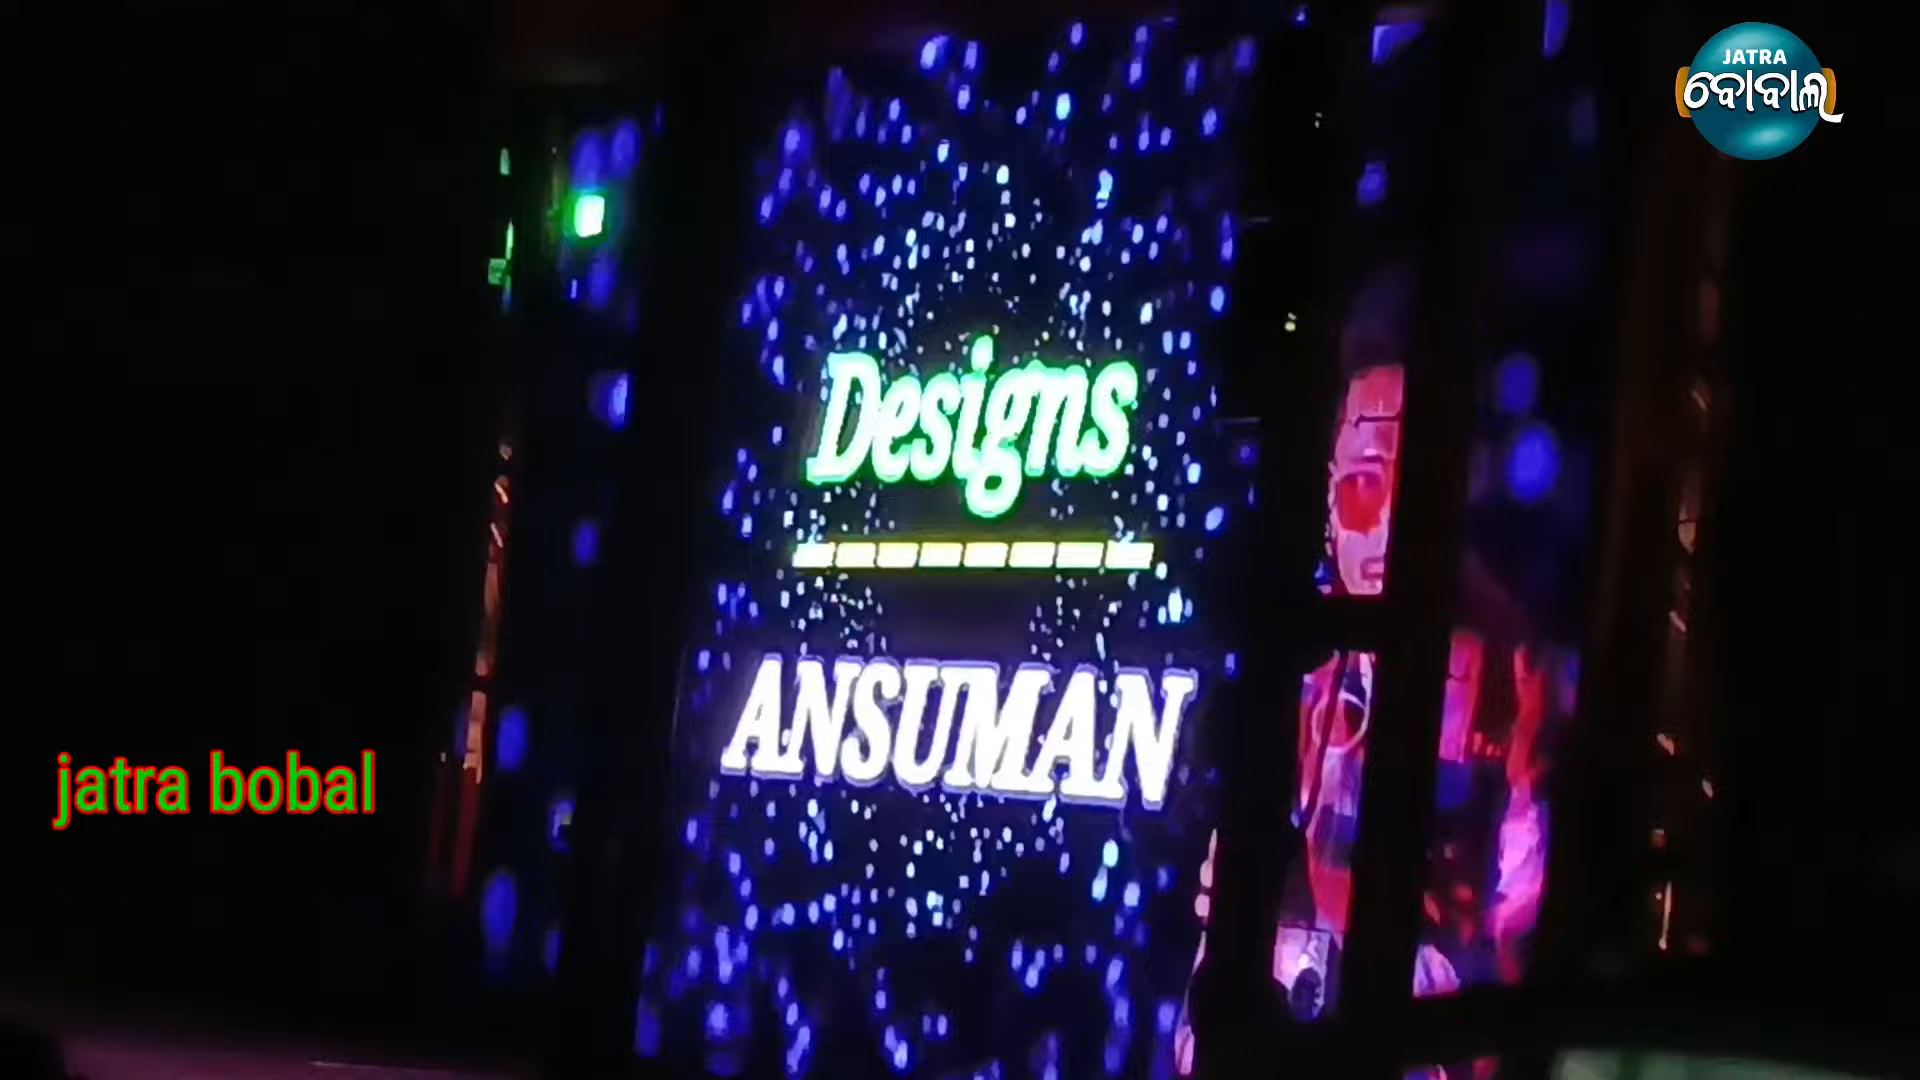 JATRA
ବୋବାଲ
Designs
ANSUMAN
jatra bobal